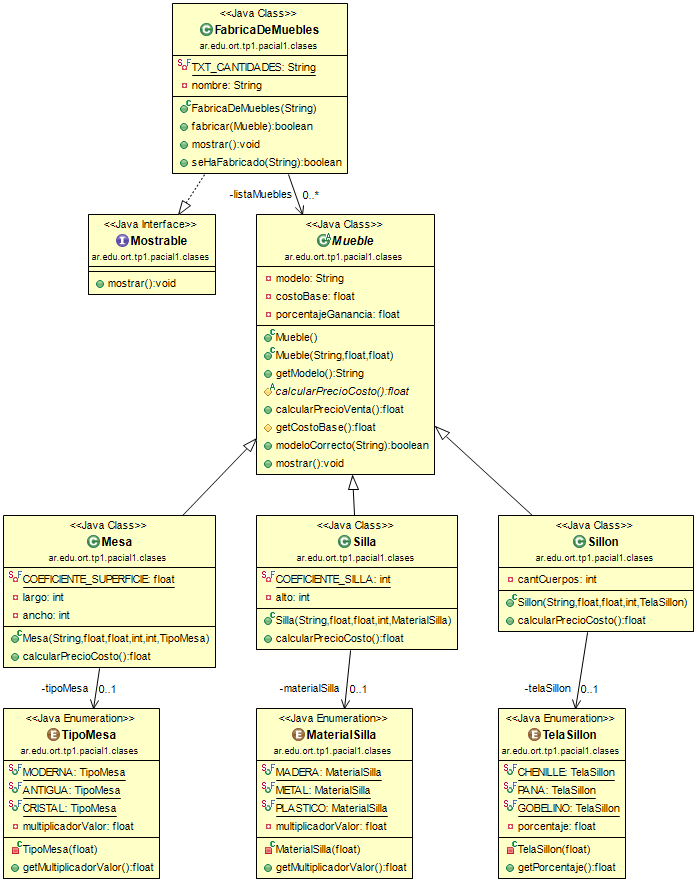 <<Java Class>>
FabricaDeMuebles
ar.edu.ort.tp1.pacial1.clases
TXT_CANTIDADES: String
nombre: String
FabricaDeMuebles(String)
fabricar(Mueble):boolean
mostrar():void
seHaFabricado(String):boolean
-listaMuebles
0..*
<<Java Interface>>
Mostrable
ar.edu.ort.tp1.pacial1.clases
mostrar():void
<<Java Class>>
Mueble
ar.edu.ort.tp1.pacial1.clases
modelo: String
costoBase: float
porcentajeGanancia: float
Mueble()
Mueble(String,float,float)
getModelo():String
calcularPrecioCosto():float
calcularPrecioVenta():float
getCostoBase():float
modeloCorrecto(String):boolean
mostrar():void
<<Java Class>>
Mesa
ar.edu.ort.tp1.pacial1.clases
COEFICIENTE_SUPERFICIE: float
largo: int
ancho: int
Mesa(String,float,float,int,int,TipoMesa)
calcularPrecioCosto():float
<<Java Class>>
Silla
ar.edu.ort.tp1.pacial1.clases
COEFICIENTE_SILLA: int
alto: int
Silla(String,float,float,int,MaterialSilla)
calcularPrecioCosto():float
<<Java Class>>
Sillon
ar.edu.ort.tp1.pacial1.clases
cantCuerpos: int
Sillon(String,float,float,int,TelaSillon)
calcularPrecioCosto():float
-tipoMesa
0..1
-materialSilla
0..1
-telaSillon
0..1
<<Java Enumeration>>
TipoMesa
ar.edu.ort.tp1.pacial1.clases
MODERNA: TipoMesa
ANTIGUA: TipoMesa
CRISTAL: TipoMesa
multiplicadorValor: float
TipoMesa(float)
getMultiplicadorValor():float
<<Java Enumeration>>
MaterialSilla
ar.edu.ort.tp1.pacial1.clases
MADERA: MaterialSilla
METAL: MaterialSilla
PLASTICO: MaterialSilla
multiplicadorValor: float
MaterialSilla(float)
getMultiplicadorValor():float
<<Java Enumeration>>
TelaSillon
ar.edu.ort.tp1.pacial1.clases
CHENILLE: TelaSillon
PANA: TelaSillon
GOBELINO: TelaSillon
porcentaje: float
TelaSillon(float)
getPorcentaje():float